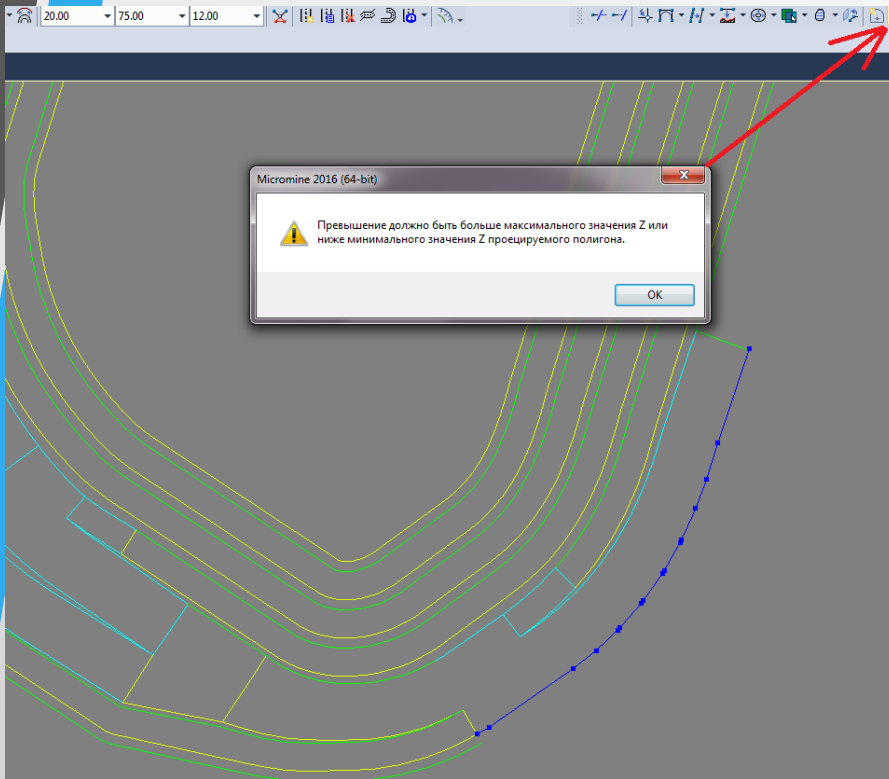 20.00 75.00 12.00
Micromine 2016 (64-bit)
Превышение должно быть больше максимального значения Z или
ниже минимального значения Z проецируемого полигона.
OK